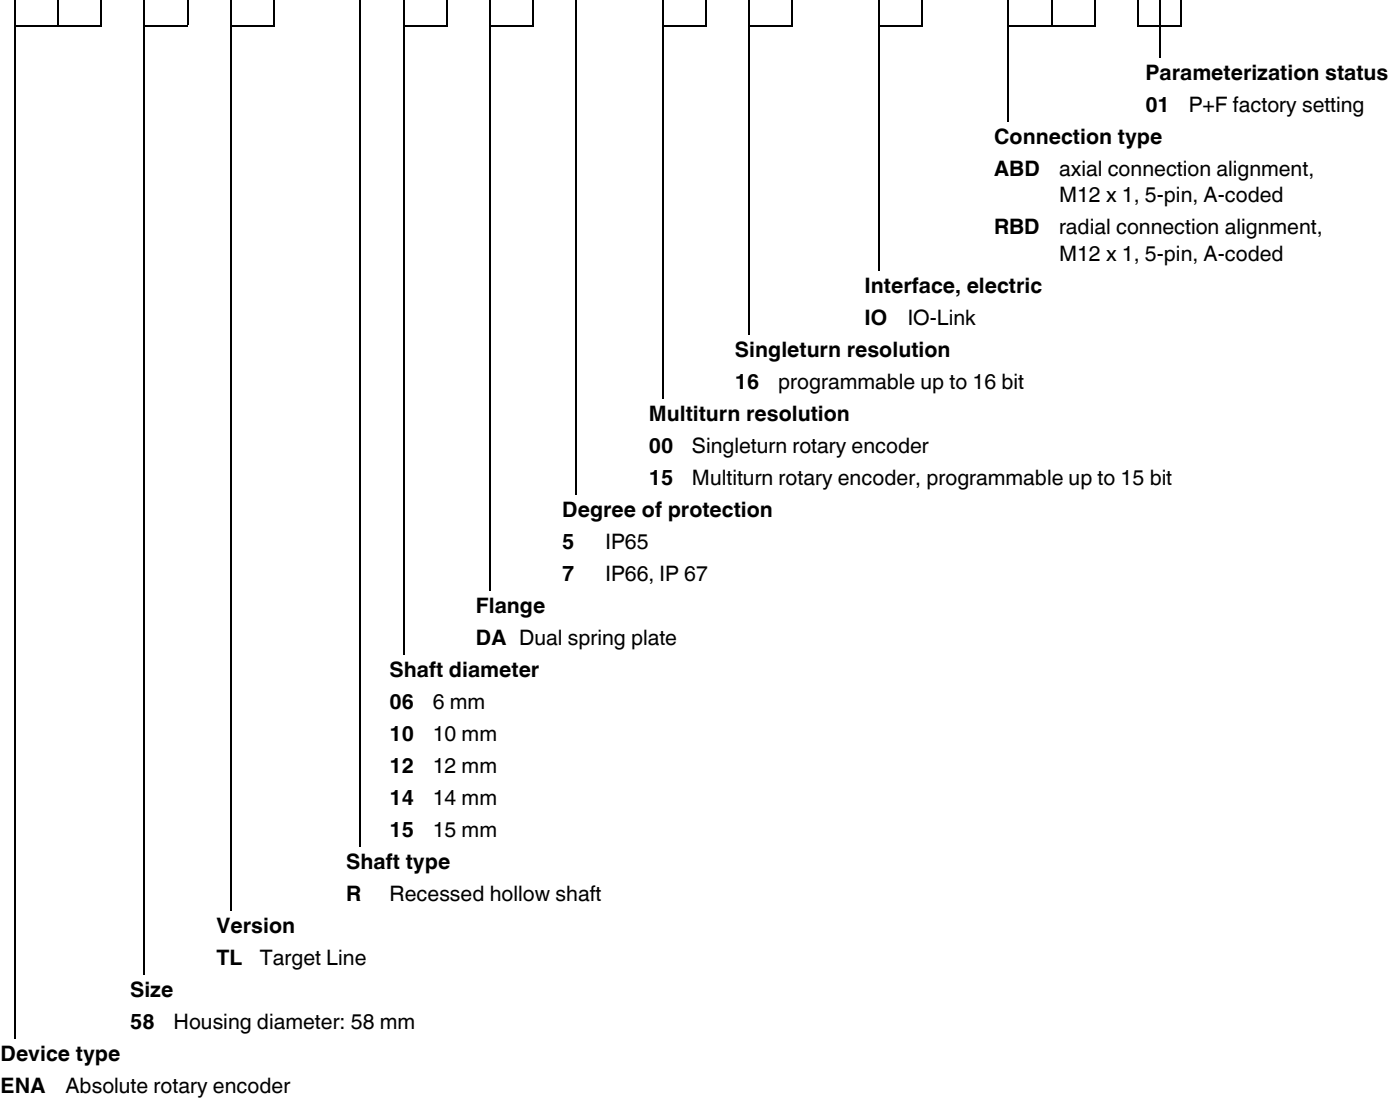 Parameterization status
01 P+F factory setting
Connection type
ABD axial connection alignment,
M12 x 1, 5-pin, A-coded
RBD radial connection alignment,
M12 x 1, 5-pin, A-coded
Interface, electric
IO IO-Link
Singleturn resolution
16 programmable up to 16 bit
Multiturn resolution
00 Singleturn rotary encoder
15 Multiturn rotary encoder, programmable up to 15 bit
Degree of protection
5 IP65
7 IP66, IP 67
Flange
DA Dual spring plate
Shaft diameter
06 6 mm
10 10 mm
12 12 mm
14 14 mm
15 15 mm
Shaft type
R Recessed hollow shaft
Version
TL Target Line
Size
58 Housing diameter: 58 mm
Device type
ENA Absolute rotary encoder